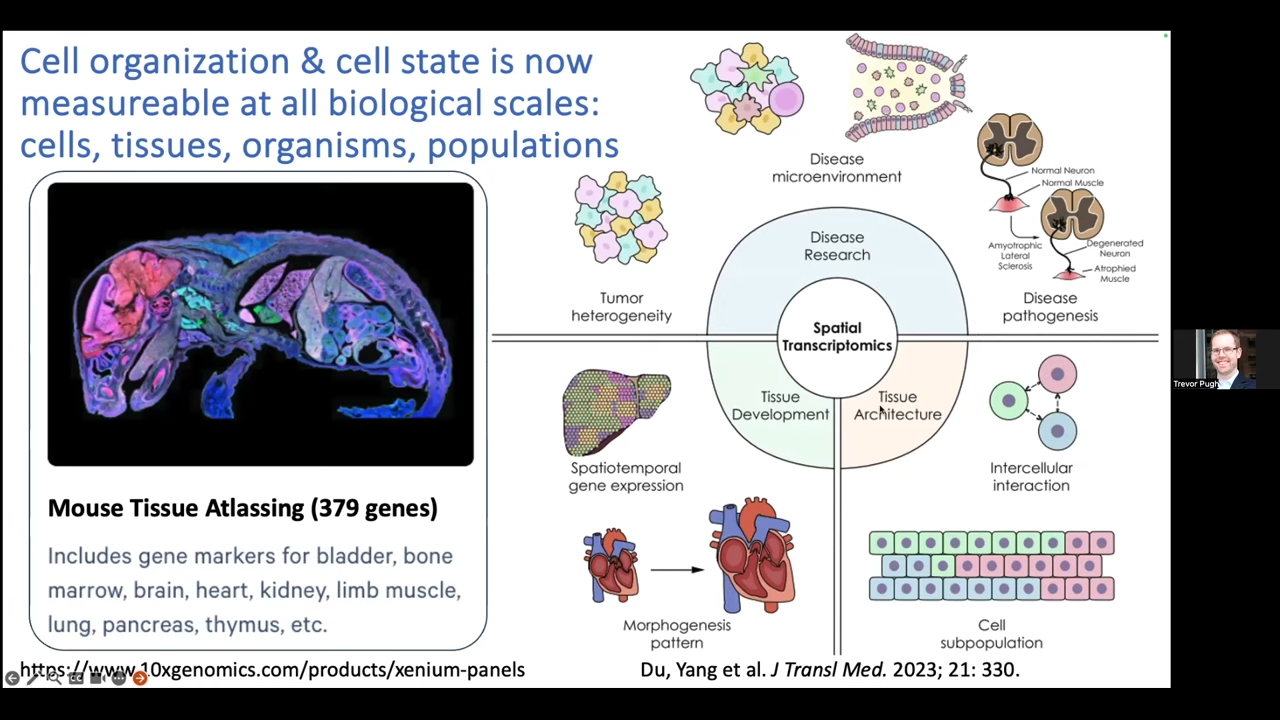 Cell organization & cell state is now
measureable at all biological scales:
cells, tissues, organisms, populations
Mouse Tissue Atlassing (379 genes)
Includes gene markers for bladder, bone
marrow, brain, heart, kidney, limb muscle,
lung, pancreas, thymus, etc.
https://www.10xgenomics.com/products/xenium-panels
Disease
microenvironment
Tumor
heterogeneity
Normal Neuron
Normal Muscle
Amyotrophic
Lateral
Sclerosis
Degenerated
Neuron
Atrophied
Muscle
Disease
pathogenesis
Disease
Research
Spatial
Transcriptomics
Tissue
Development
Tissue
Architecture
Spatiotemporal
gene expression
Morphogenesis
pattern
Intercellular
interaction
Cell
subpopulation
Du, Yang et al. J Transl Med. 2023; 21: 330.
Trevor Pugh